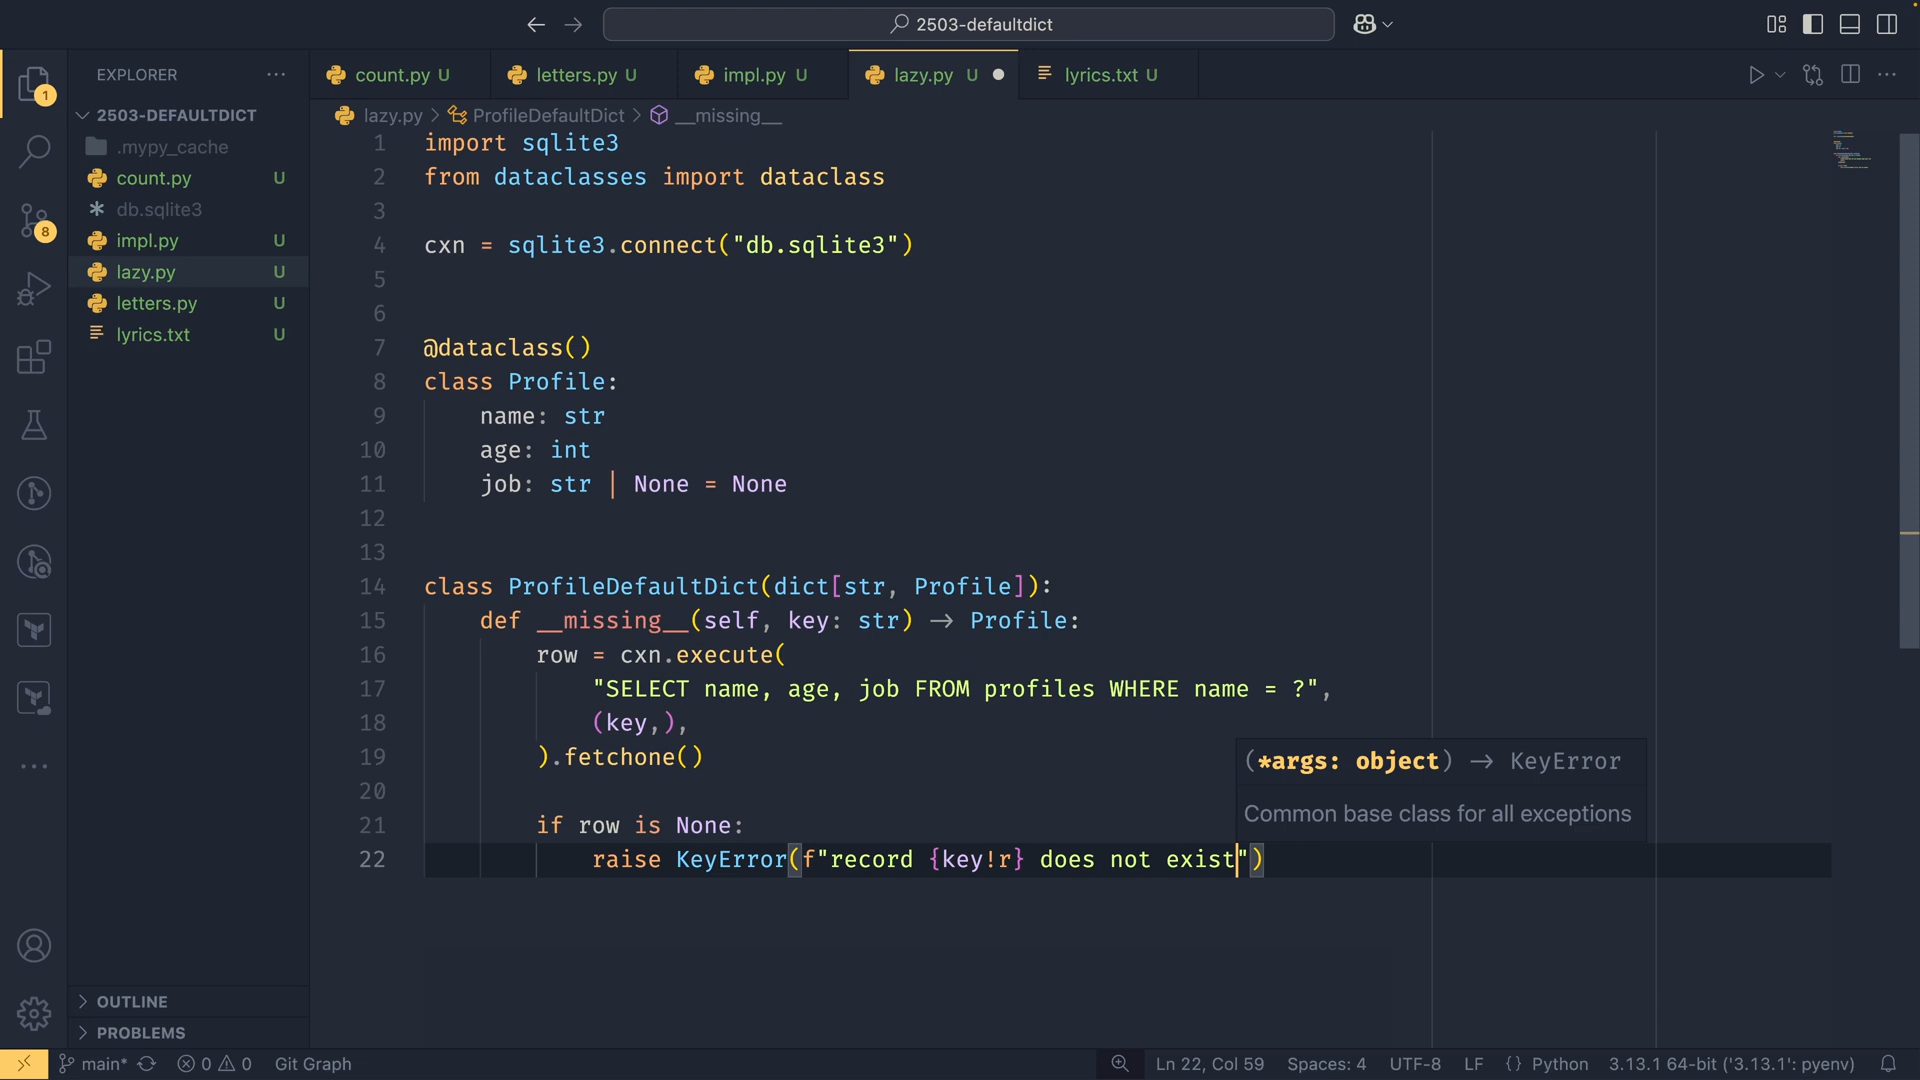 2503-defaultdict
EXPLORER
1
2503-DEFAULTDICT
.mypy_cache
count.py U
db.sqlite3
8
impl.py U
lazy.py U
letters.py U
lyrics.txt U
OUTLINE
PROBLEMS
count.py U
letters.py U
impl.py U
lazy.py U
lyrics.txt U
lazy.py > ProfileDefaultDict > __missing__
1 import sqlite3
2 from dataclasses import dataclass
3
4 cxn = sqlite3.connect("db.sqlite3")
5
6
7 @dataclass()
8 class Profile:
9 name: str
10 age: int
11 job: str | None = None
12
13
14 class ProfileDefaultDict(dict[str, Profile]):
15 def __missing__(self, key: str) → Profile:
16 row = cxn.execute(
17 "SELECT name, age, job FROM profiles WHERE name = ?",
18 (key,),
19 ).fetchone()
20
21 if row is None:
22 raise KeyError(f"record {key!r} does not exist")
(*args: object) → KeyError
Common base class for all exceptions
main* 0 0 Git Graph
Ln 22, Col 59 Spaces: 4 UTF-8 LF {} Python 3.13.1 64-bit ('3.13.1': pyenv)